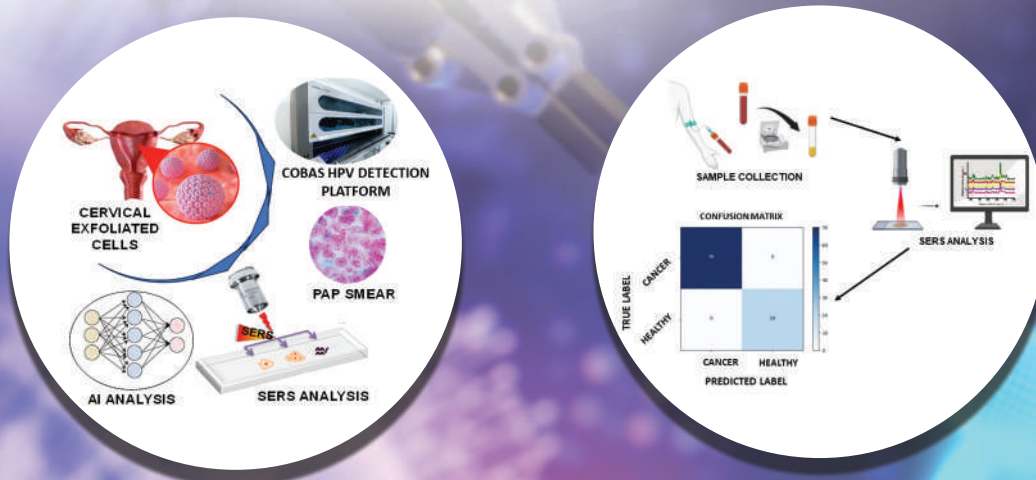 COBAS HPV DETECTION
PLATFORM
CERVICAL
EXFOLIATED
CELLS
PAP SMEAR
SERS
AI ANALYSIS
SERS ANALYSIS
SAMPLE COLLECTION
SERS ANALYSIS
CONFUSION MATRIX
TRUE LABEL
CANCER
HEALTHY
0
CANCER
HEALTHY
PREDICTED LABEL